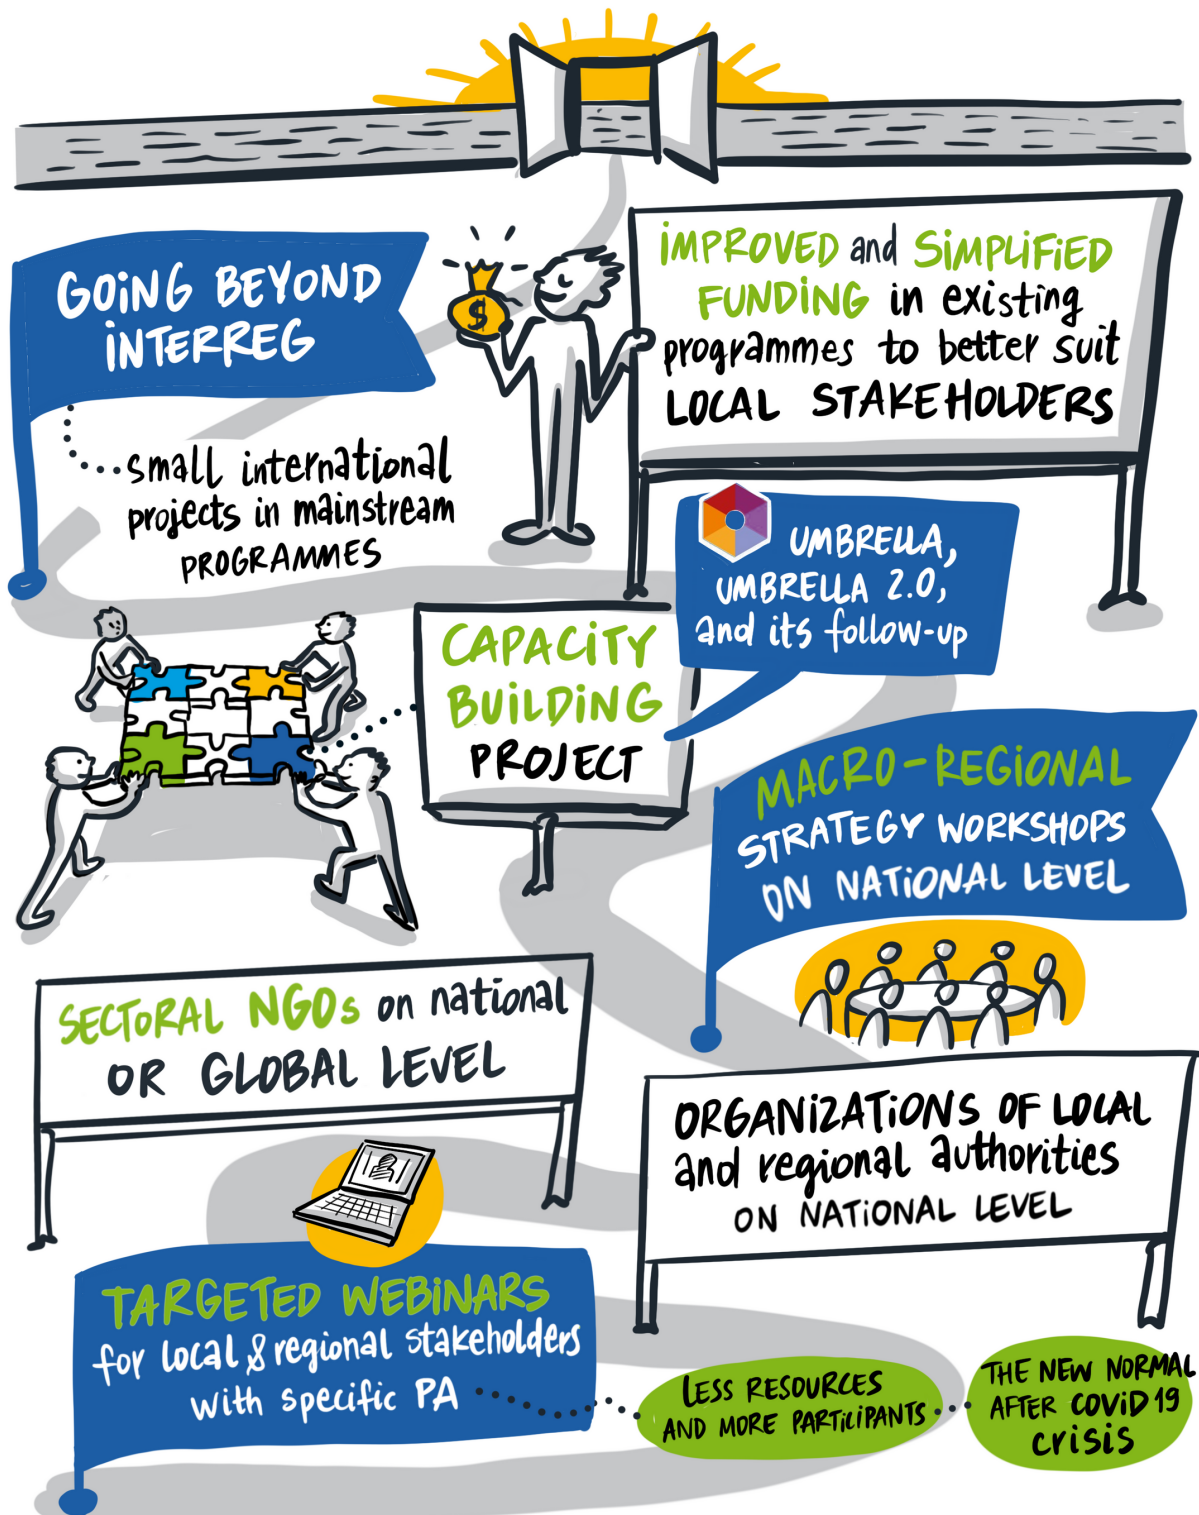 GOING BEYOND
INTERREG
small international
projects in mainstream
PROGRAMMES
$
IMPROVED and SIMPLIFIED
FUNDING in existing
programmes to better suit
LOCAL STAKEHOLDERS
UMBRELLA,
UMBRELLA 2.0,
and its follow-up
CAPACITY
BUILDING
PROJECT
MACRO-REGIONAL
STRATEGY WORKSHOPS
ON NATIONAL LEVEL
SECTORAL NGOs on national
OR GLOBAL LEVEL
ORGANIZATIONS OF LOCAL
and regional authorities
ON NATIONAL LEVEL
TARGETED WEBINARS
for local & regional stakeholders
with specific PA
LESS RESOURCES
AND MORE PARTICIPANTS
THE NEW NORMAL
AFTER COVID 19
crisis